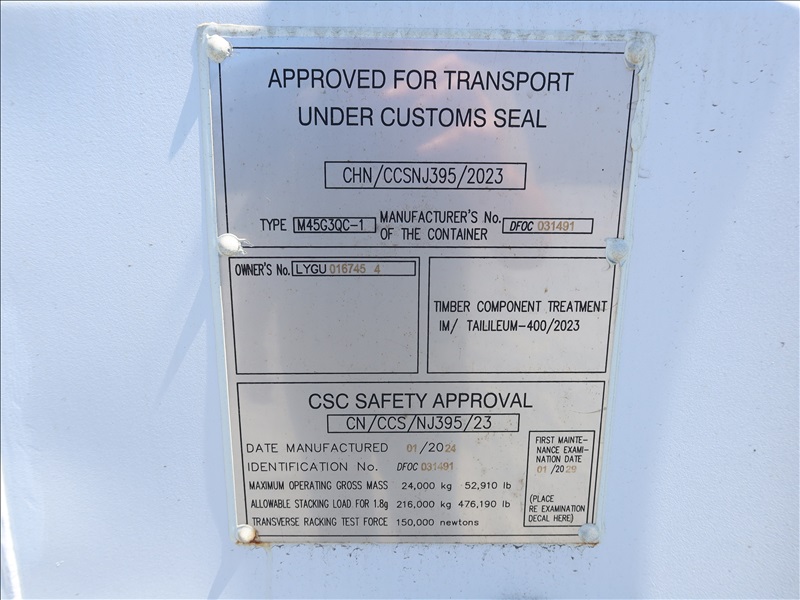 APPROVED FOR TRANSPORT
UNDER CUSTOMS SEAL
CHN/CCSNJ395/2023
TYPE M45G3QC-1 MANUFACTURER'S No. OF THE CONTAINER DFOC 031491
OWNER'S No. LYGU 016745 4
TIMBER COMPONENT TREATMENT
IM/ TAILILEUM-400/2023
CSC SAFETY APPROVAL
CN/CCS/NJ395/23
DATE MANUFACTURED 01/2024
IDENTIFICATION No. DFOC 031491
MAXIMUM OPERATING GROSS MASS 24,000 kg 52,910 lb
ALLOWABLE STACKING LOAD FOR 1.8g 216,000 kg 476,190 lb
TRANSVERSE RACKING TEST FORCE 150,000 newtons
FIRST MAINTE-
NANCE EXAMI-
NATION DATE
01/2029
(PLACE
RE EXAMINATION
DECAL HERE)